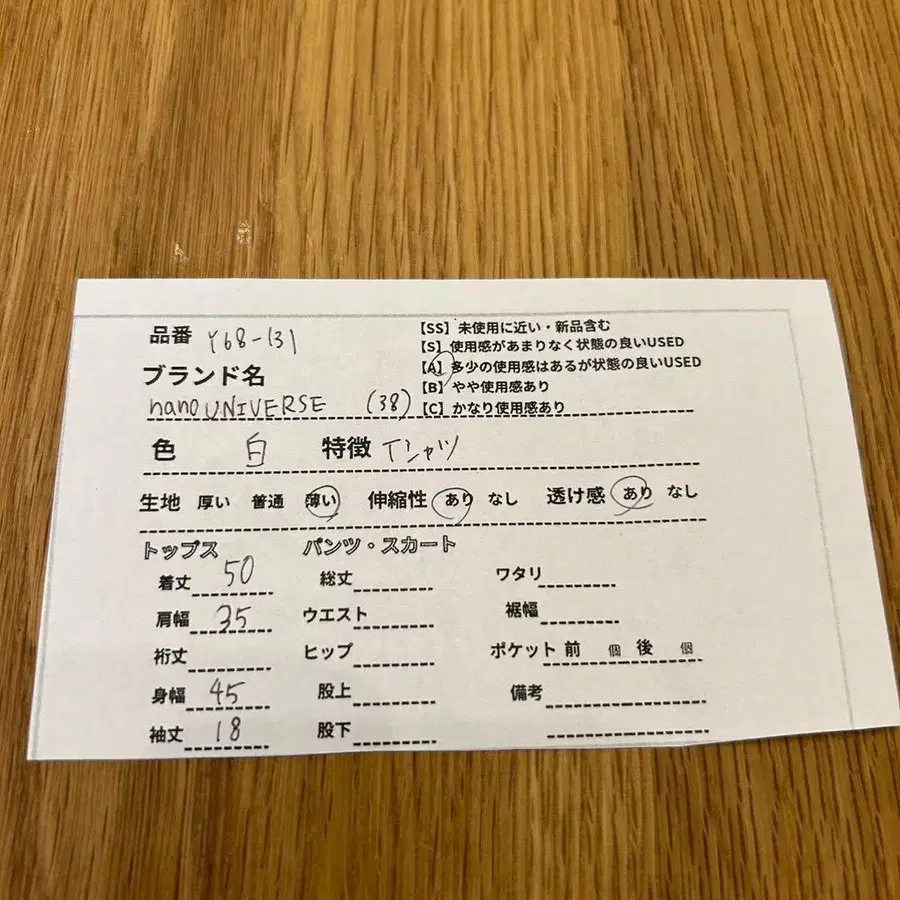 品番 Y68-131
【SS】未使用に近い・新品含む
【S】使用感があまりなく状態の良いUSED
【A】多少の使用感はあるが状態の良いUSED
【B】やや使用感あり
【C】かなり使用感あり
ブランド名
nano UNIVERSE (38)
色 白 特徴 Tシャツ
生地 厚い 普通 薄い 伸縮性 あり なし 透け感 あり なし
トップス パンツ・スカート
着丈 50 総丈 ワタリ
肩幅 35 ウエスト 裾幅
裄丈 ヒップ ポケット 前 個 後 個
身幅 45 股上 備考
袖丈 18 股下